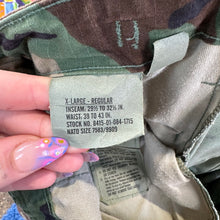 X-LARGE - REGULAR
INSEAM: 29½ TO 32½ IN.
WAIST: 39 TO 43 IN.
STOCK NO. 8415-01-084-1715
NATO SIZE 7583/9909